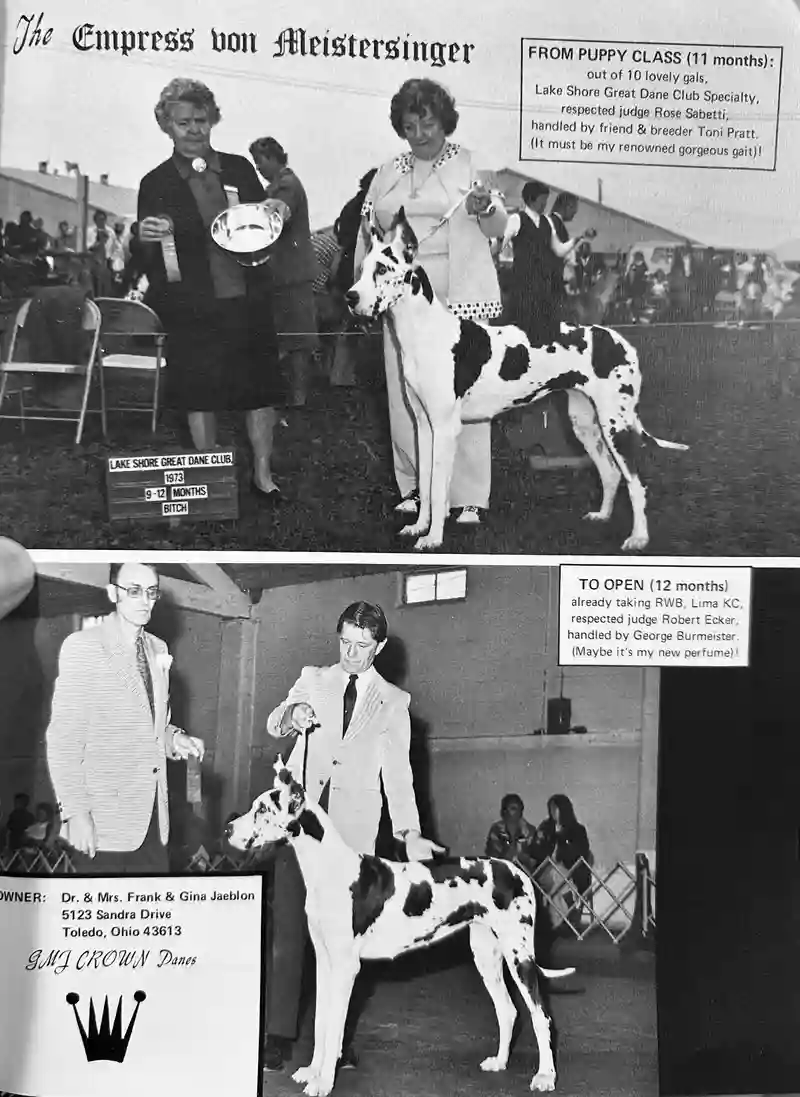 The Empress von Meistersinger
FROM PUPPY CLASS (11 months):
out of 10 lovely gals,
Lake Shore Great Dane Club Specialty,
respected judge Rose Sabetti,
handled by friend & breeder Toni Pratt.
(It must be my renowned gorgeous gait)!
LAKE SHORE GREAT DANE CLUB,
1973
9-12 MONTHS
BITCH
TO OPEN (12 months)
already taking RWB, Lima KC,
respected judge Robert Ecker,
handled by George Burmeister.
(Maybe it's my new perfume)!
OWNER: Dr. & Mrs. Frank & Gina Jaeblon
5123 Sandra Drive
Toledo, Ohio 43613
GMJ CROWN Danes